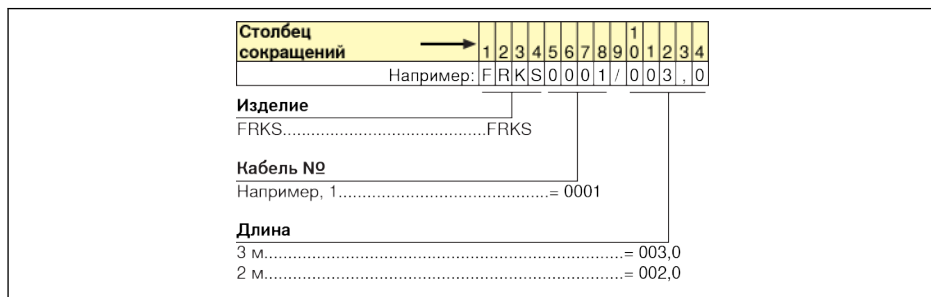 Столбец
сокращений 1 2 3 4 5 6 7 8 9 10 1 2 3 4
Например: F R K S 0 0 0 1 / 0 0 3 , 0
Изделие
FRKS..........................................FRKS
Кабель №
Например, 1...........................................= 0001
Длина
3 м.........................................................................= 003,0
2 м.........................................................................= 002,0